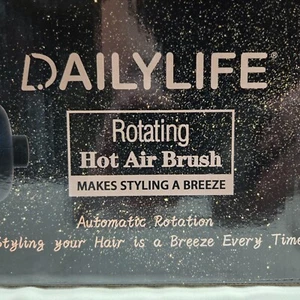 DAILYLIFE®
Rotating
Hot Air Brush
MAKES STYLING A BREEZE
Automatic Rotation
Styling your Hair is a Breeze Every Time